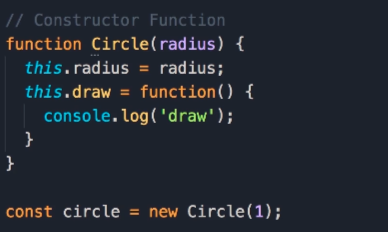 // Constructor Function
function Circle(radius) {
  this.radius = radius;
  this.draw = function() {
    console.log('draw');
  }
}

const circle = new Circle(1);